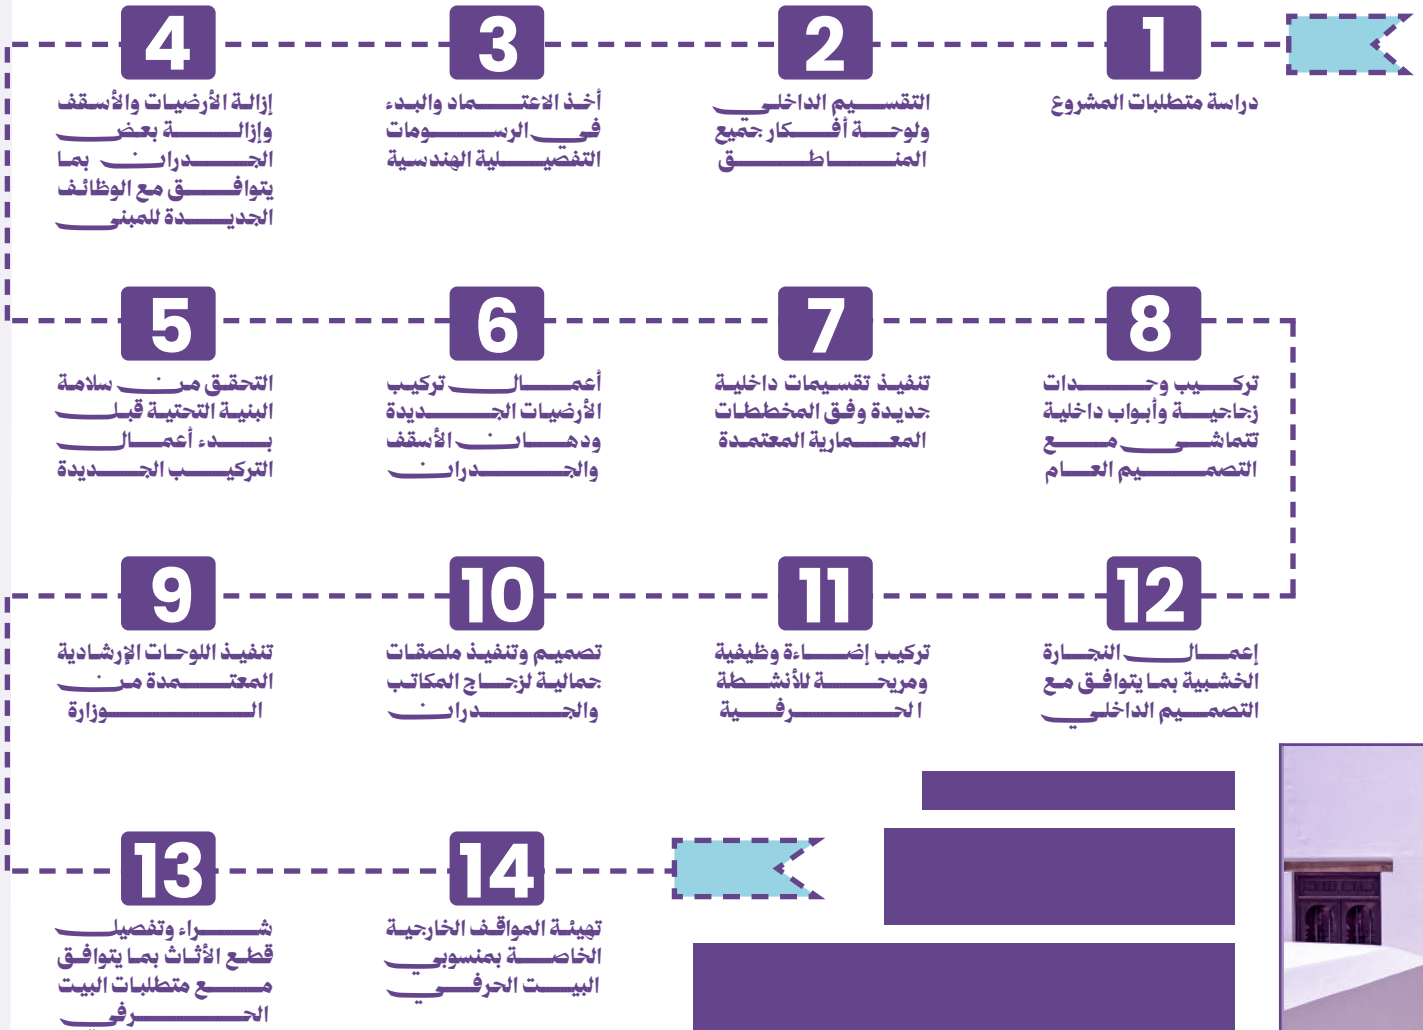 1
دراسة متطلبات المشروع
2
التقسيم الداخلي
ولوحة أفكار جميع
المناطق
3
أخذ الاعتماد والبدء
في الرسومات
التفصيلية الهندسية
4
إزالة الأرضيات والأسقف
وإزالة بعض
الجدران بما
يتوافق مع الوظائف
الجديدة للمبنى
5
التحقق من سلامة
البنية التحتية قبل
بدء أعمال
التركيب الجديدة
6
أعمال تركيب
الأرضيات الجديدة
ودهان الأسقف
والجدران
7
تنفيذ تقسيمات داخلية
جديدة وفق المخططات
المعمارية المعتمدة
8
تركيب وحدات
زجاجية وأبواب داخلية
تتماشى مع
التصميم العام
9
تنفيذ اللوحات الإرشادية
المعتمدة من
الوزارة
10
تصميم وتنفيذ ملصقات
جمالية لزجاج المكاتب
والجدران
11
تركيب إضاءة وظيفية
ومريحة للأنشطة
الحرفية
12
إعمال النجارة
الخشبية بما يتوافق مع
التصميم الداخلي
13
شراء وتفصيل
قطع الأثاث بما يتوافق
مع متطلبات البيت
الحرفي
14
تهيئة المواقف الخارجية
الخاصة بمنسوبي
البيت الحرفي